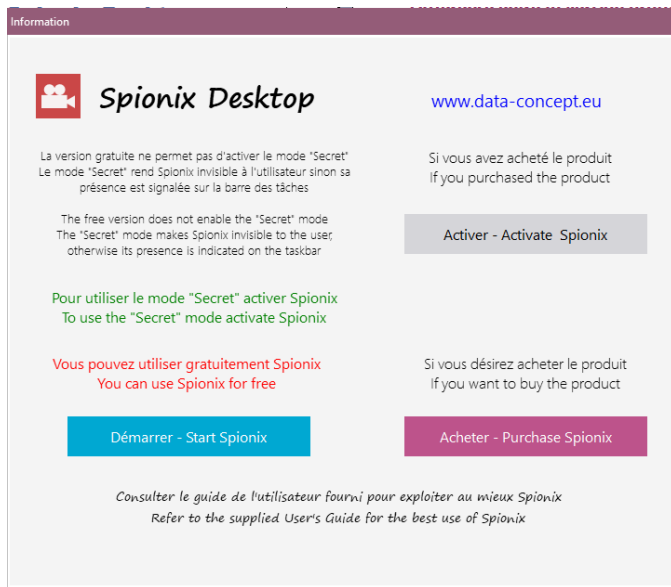 Information
Spionix Desktop
www.data-concept.eu
La version gratuite ne permet pas d'activer le mode "Secret"
Le mode "Secret" rend Spionix invisible à l'utilisateur sinon sa
présence est signalée sur la barre des tâches
The free version does not enable the "Secret" mode
The "Secret" mode makes Spionix invisible to the user,
otherwise its presence is indicated on the taskbar
Si vous avez acheté le produit
If you purchased the product
Activer - Activate Spionix
Pour utiliser le mode "Secret" activer Spionix
To use the "Secret" mode activate Spionix
Vous pouvez utiliser gratuitement Spionix
You can use Spionix for free
Si vous désirez acheter le produit
If you want to buy the product
Démarrer - Start Spionix
Acheter - Purchase Spionix
Consulter le guide de l'utilisateur fourni pour exploiter au mieux Spionix
Refer to the supplied User's Guide for the best use of Spionix